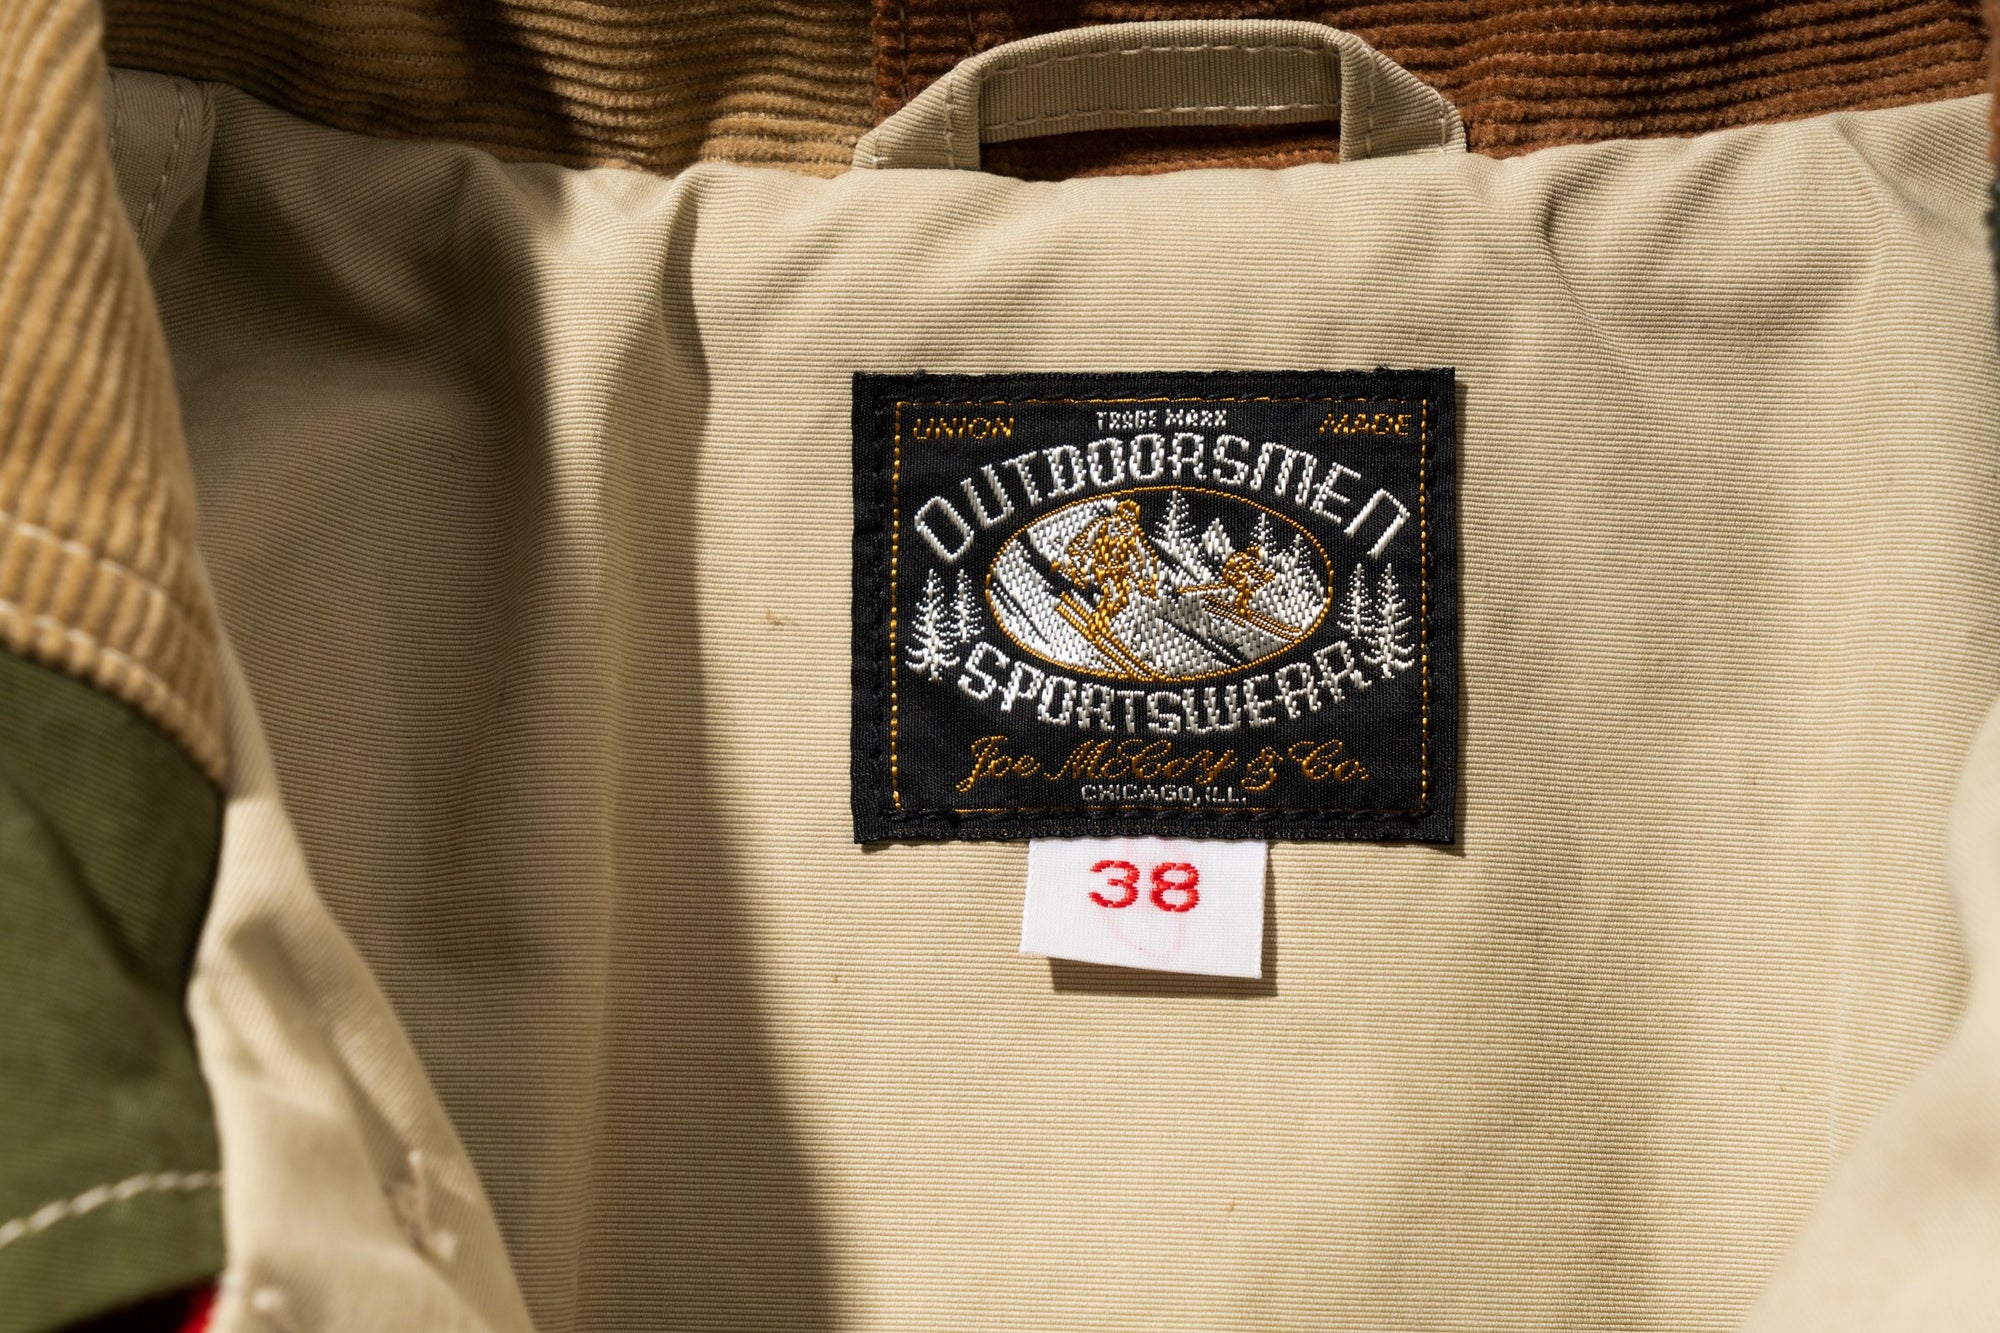 UNION TRADE MARK MADE
OUTDOORSMEN
SPORTSWEAR
Joe McCoy & Co.
CHICAGO, ILL.
38